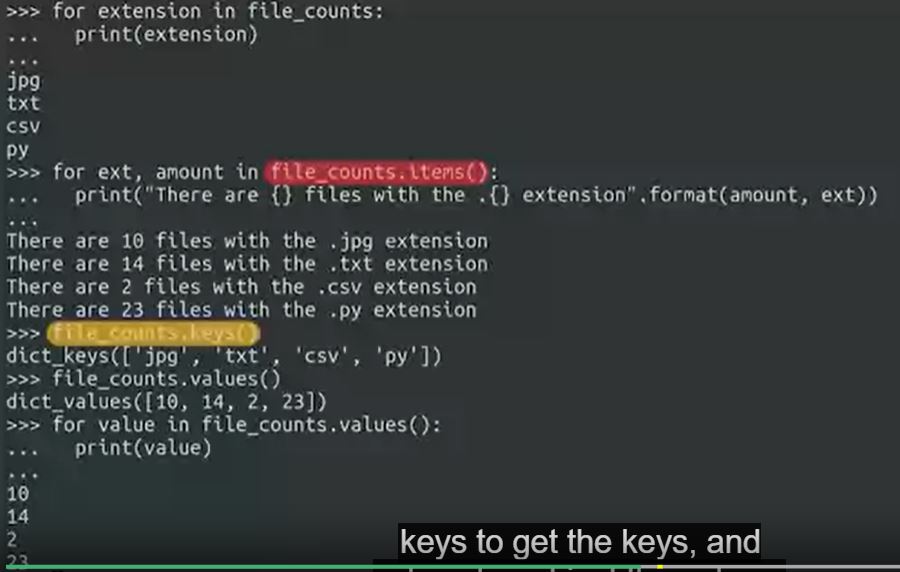 >>> for extension in file_counts:
...   print(extension)
...
jpg
txt
csv
py
>>> for ext, amount in file_counts.items():
...   print("There are {} files with the .{} extension".format(amount, ext))
...
There are 10 files with the .jpg extension
There are 14 files with the .txt extension
There are 2 files with the .csv extension
There are 23 files with the .py extension
>>> file_counts.keys()
dict_keys(['jpg', 'txt', 'csv', 'py'])
>>> file_counts.values()
dict_values([10, 14, 2, 23])
>>> for value in file_counts.values():
...   print(value)
...
10
14
2
23
keys to get the keys, and